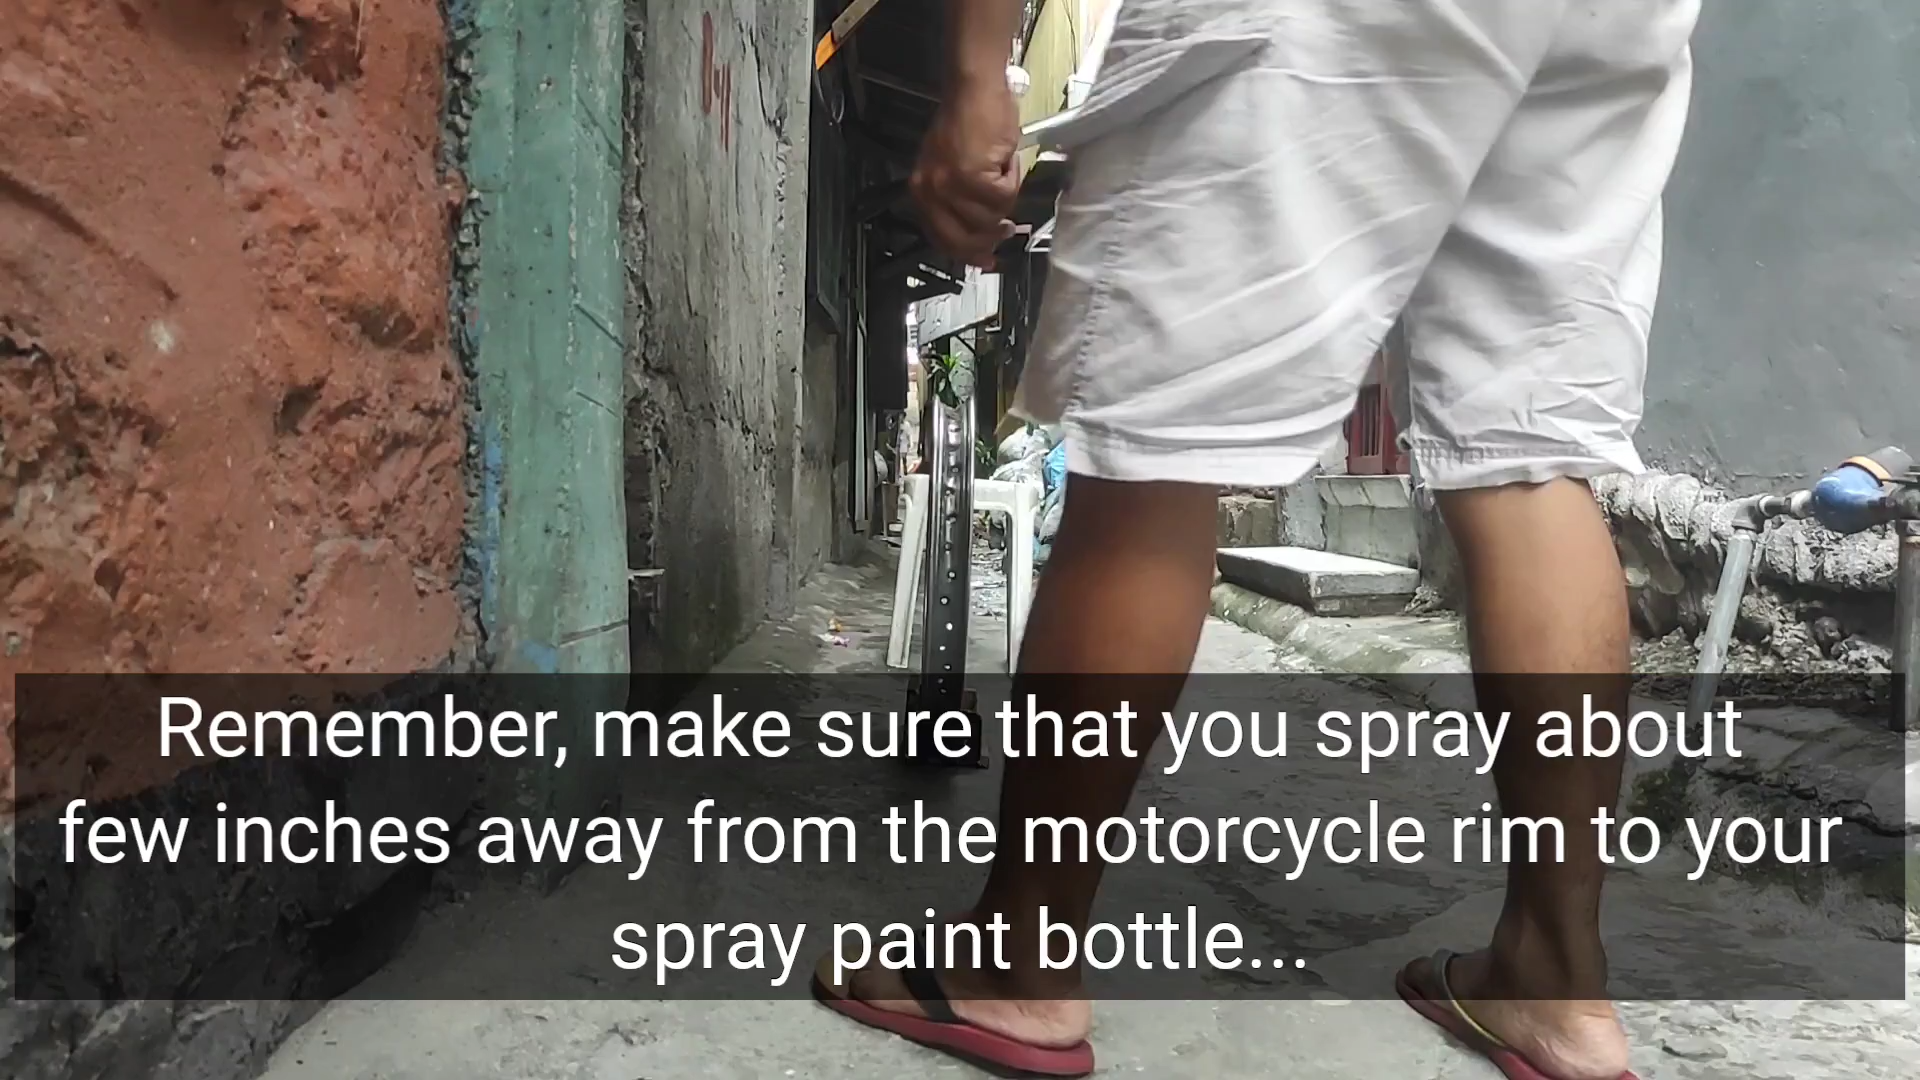 Remember, make sure that you spray about
few inches away from the motorcycle rim to your
spray paint bottle...